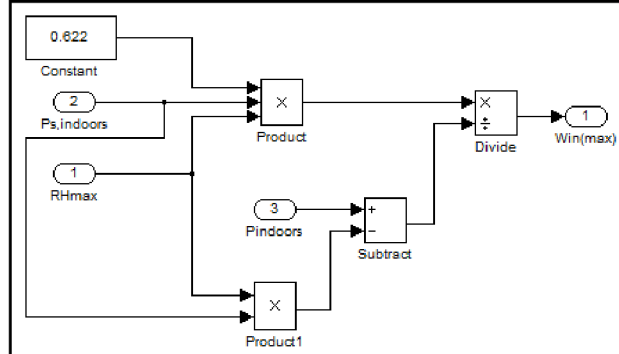 0.622
Constant
2
Ps,indoors
×
Product
1
RHmax
3
Pindoors
+
−
Subtract
×
Product1
×
÷
Divide
1
Win(max)